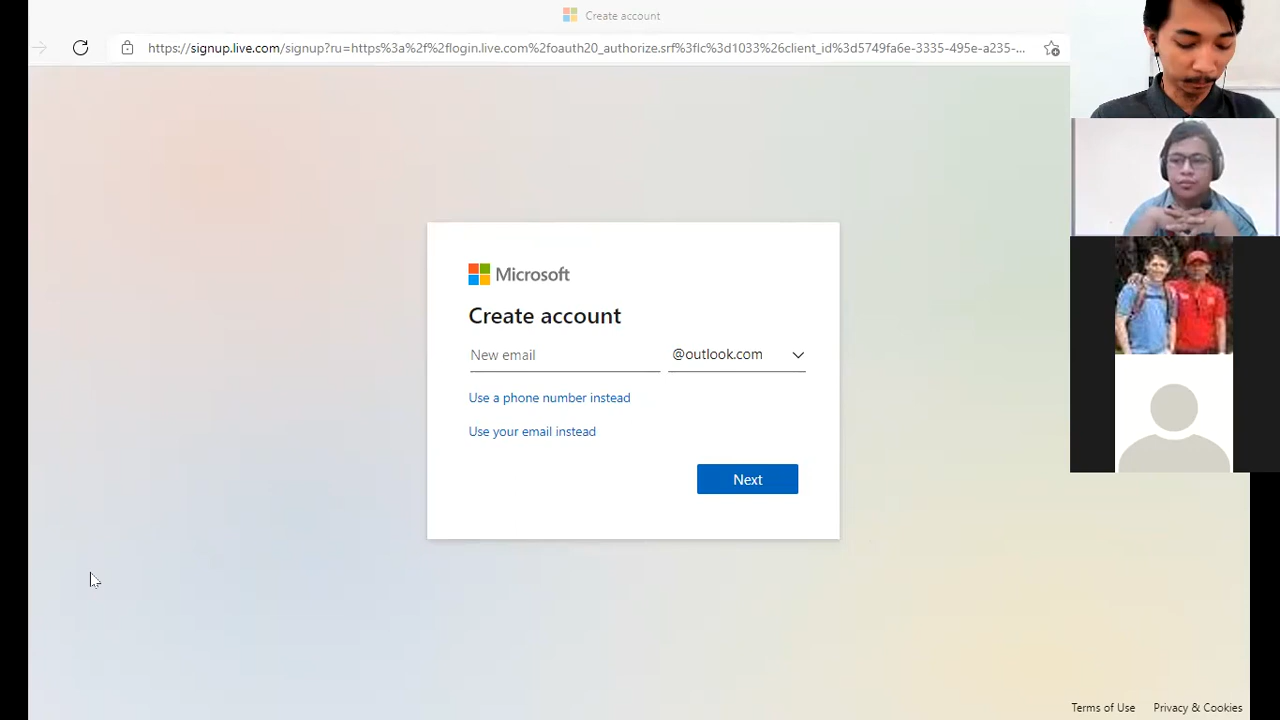 Create account
https://signup.live.com/signup?ru=https%3a%2f%2flogin.live.com%2foauth20_authorize.srf%3flc%3d1033%26client_id%3d5749fa6e-3335-495e-a235-...
Microsoft
Create account
New email @outlook.com
Use a phone number instead
Use your email instead
Next
Terms of Use Privacy & Cookies